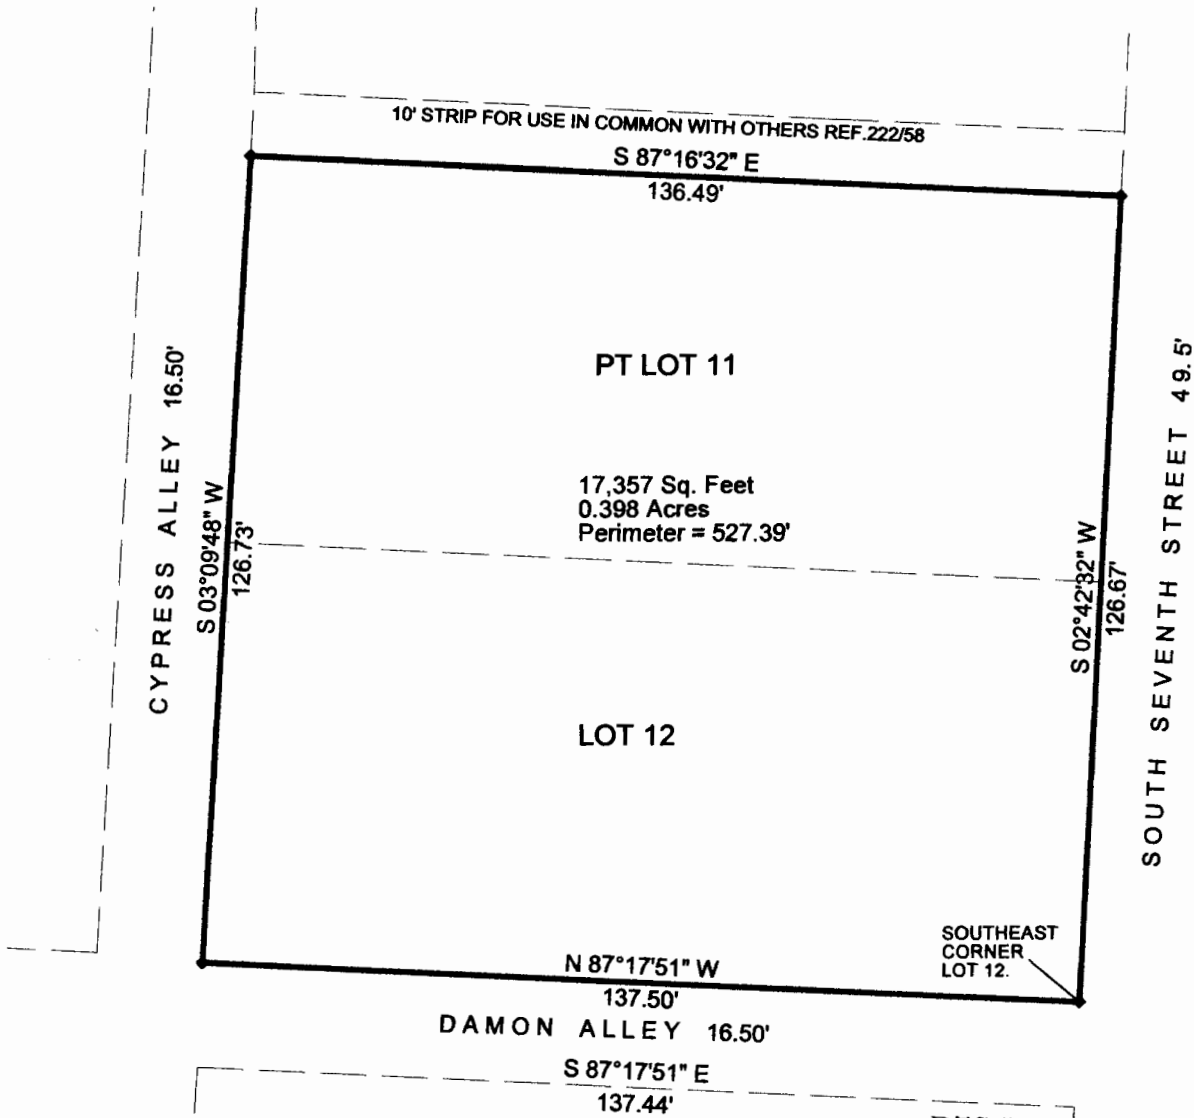 10' STRIP FOR USE IN COMMON WITH OTHERS REF.222/58
S 87°16'32" E
136.49'
PT LOT 11
17,357 Sq. Feet
0.398 Acres
Perimeter = 527.39'
CYPRESS ALLEY 16.50'
S 03°09'48" W
126.73'
S 02°42'32" W
126.67'
SOUTH SEVENTH STREET 49.5'
LOT 12
SOUTHEAST
CORNER
LOT 12.
N 87°17'51" W
137.50'
DAMON ALLEY 16.50'
S 87°17'51" E
137.44'